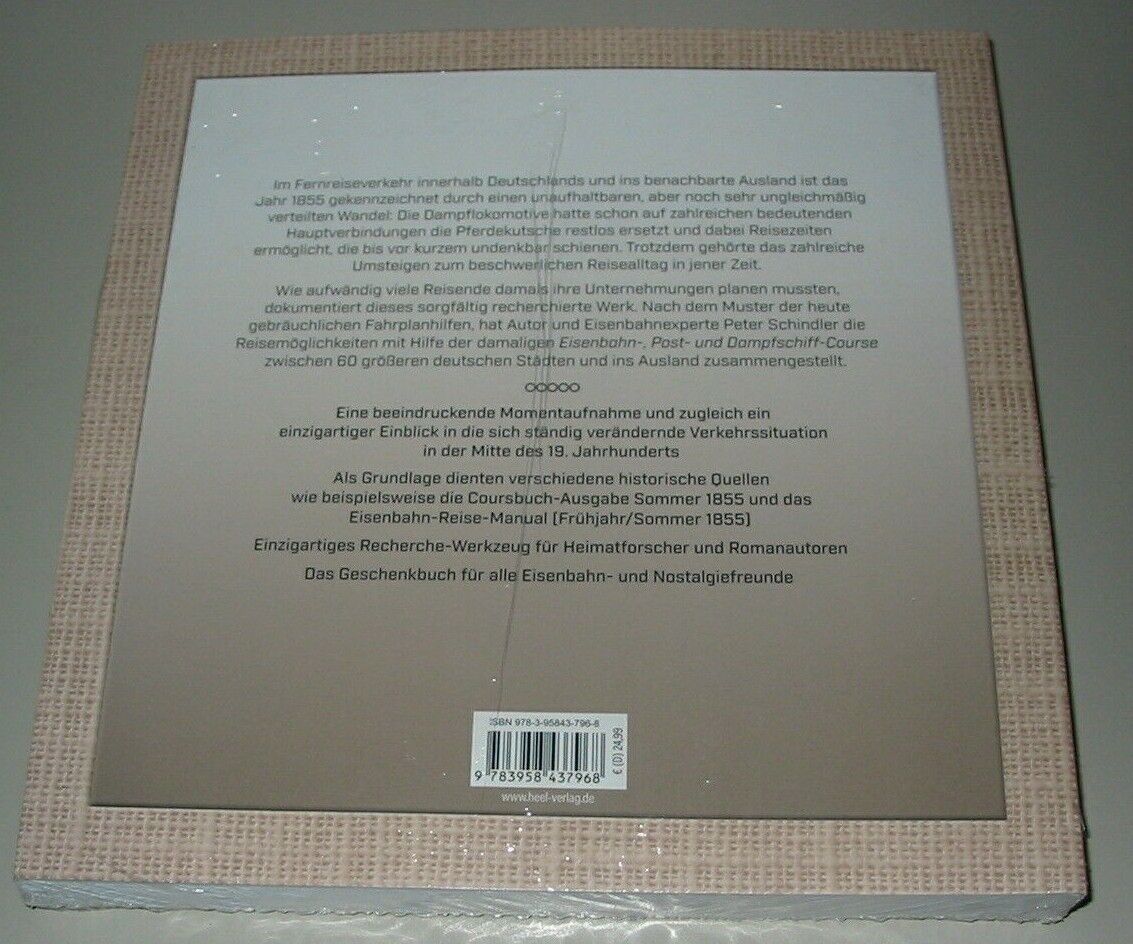 Im Fernreiseverkehr innerhalb Deutschlands und ins benachbarte Ausland ist das
Jahr 1855 gekennzeichnet durch einen unaufhaltbaren, aber noch sehr ungleichmäßig
verteilten Wandel: Die Dampflokomotive hatte schon auf zahlreichen bedeutenden
Hauptverbindungen die Pferdekutsche restlos ersetzt und dabei Reisezeiten
ermöglicht, die bis vor kurzem undenkbar schienen. Trotzdem gehörte das zahlreiche
Umsteigen zum beschwerlichen Reisealltag in jener Zeit.
Wie aufwändig viele Reisende damals ihre Unternehmungen planen mussten,
dokumentiert dieses sorgfältig recherchierte Werk. Nach dem Muster der heute
gebräuchlichen Fahrplanhilfen, hat Autor und Eisenbahnexperte Peter Schindler die
Reisemöglichkeiten mit Hilfe der damaligen Eisenbahn-, Post- und Dampfschiff-Course
zwischen 60 größeren deutschen Städten und ins Ausland zusammengestellt.
Eine beeindruckende Momentaufnahme und zugleich ein
einzigartiger Einblick in die sich ständig verändernde Verkehrssituation
in der Mitte des 19. Jahrhunderts
Als Grundlage dienten verschiedene historische Quellen
wie beispielsweise die Coursbuch-Ausgabe Sommer 1855 und das
Eisenbahn-Reise-Manual (Frühjahr/Sommer 1855)
Einzigartiges Recherche-Werkzeug für Heimatforscher und Romanautoren
Das Geschenkbuch für alle Eisenbahn- und Nostalgiefreunde
ISBN 978-3-95843-796-8
9 783958 437968
€ (D) 24,99
www.heel-verlag.de